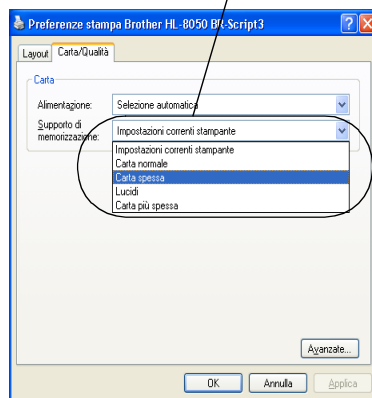 Preferenze stampa Brother HL-8050 BR-Script3
Layout Carta/Qualità
Carta
Alimentazione: Selezione automatica
Supporto di memorizzazione: Impostazioni correnti stampante
Impostazioni correnti stampante
Carta normale
Carta spessa
Lucidi
Carta più spessa
Avanzate...
OK Annulla Applica